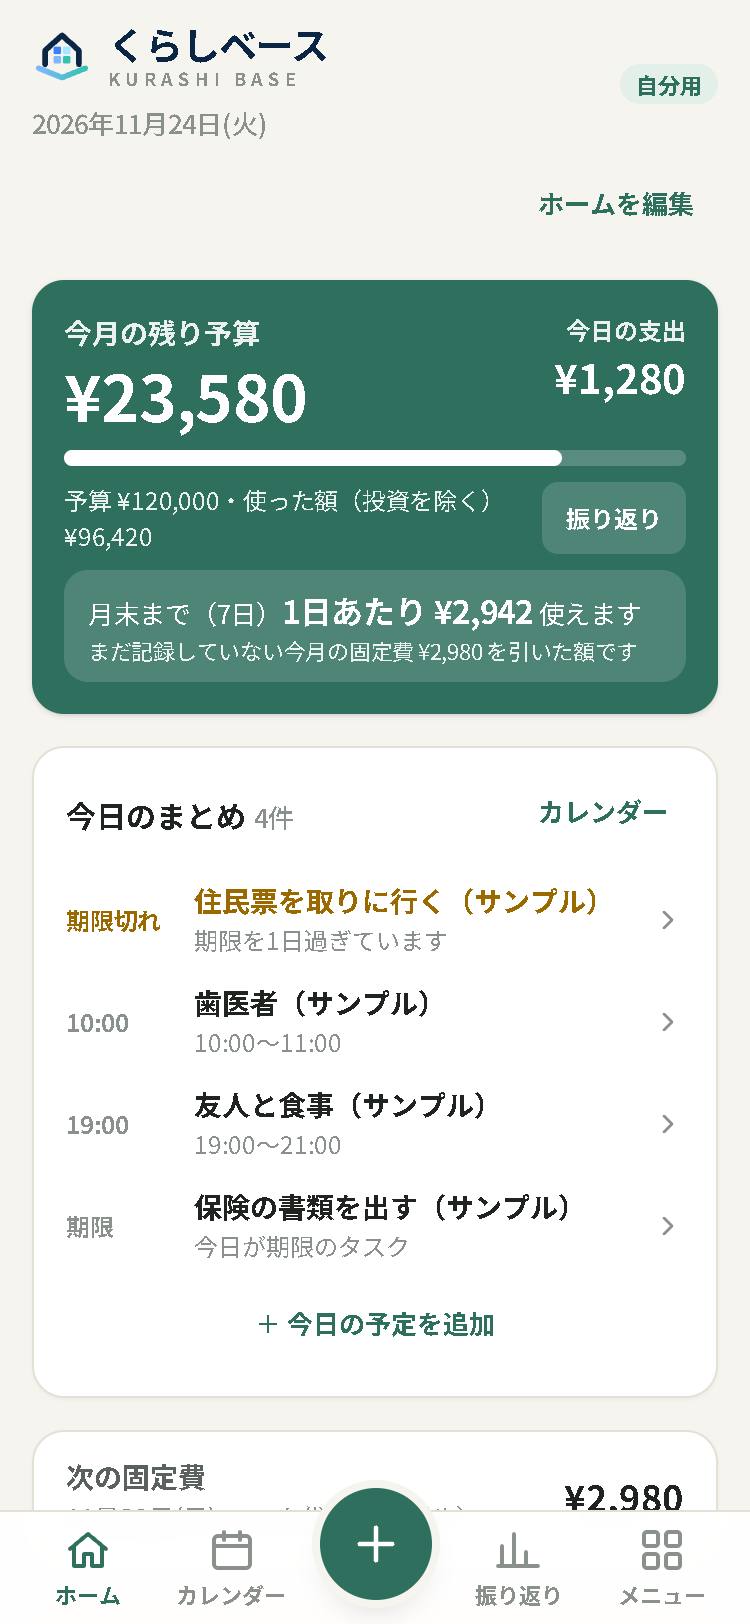 くらしベース
KURASHI BASE
自分用
2026年11月24日(火)
ホームを編集
今月の残り予算
今日の支出
¥23,580
¥1,280
予算 ¥120,000・使った額（投資を除く）
¥96,420
振り返り
月末まで（7日）1日あたり ¥2,942 使えます
まだ記録していない今月の固定費 ¥2,980 を引いた額です
今日のまとめ 4件
カレンダー
期限切れ
住民票を取りに行く（サンプル）
期限を1日過ぎています
10:00
歯医者（サンプル）
10:00〜11:00
19:00
友人と食事（サンプル）
19:00〜21:00
期限
保険の書類を出す（サンプル）
今日が期限のタスク
＋ 今日の予定を追加
次の固定費
¥2,980
ホーム
カレンダー
振り返り
メニュー